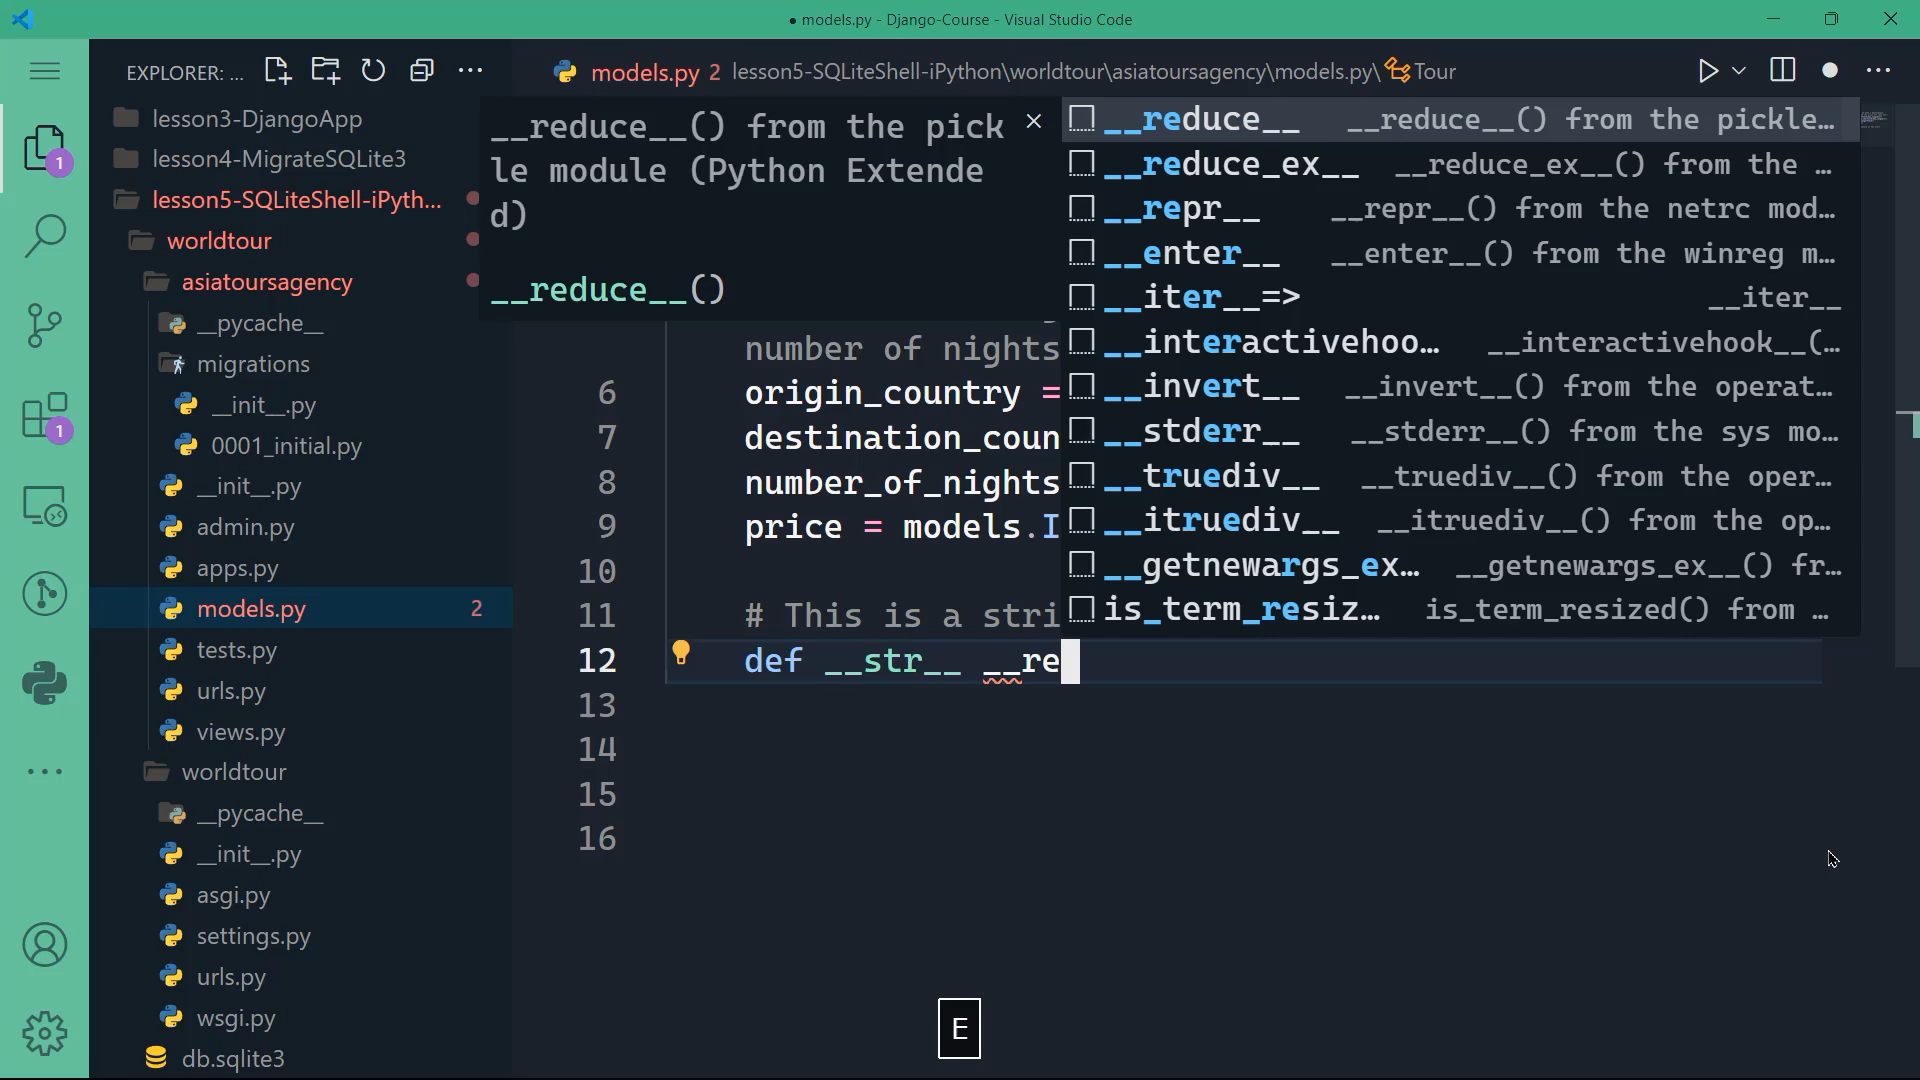 ● models.py - Django-Course - Visual Studio Code
EXPLORER: ...
models.py 2 lesson5-SQLiteShell-iPython\worldtour\asiatoursagency\models.py\ Tour
lesson3-DjangoApp
lesson4-MigrateSQLite3
lesson5-SQLiteShell-iPyth...
worldtour
asiatoursagency
__pycache__
migrations
__init__.py
0001_initial.py
__init__.py
admin.py
apps.py
models.py 2
tests.py
urls.py
views.py
worldtour
__pycache__
__init__.py
asgi.py
settings.py
urls.py
wsgi.py
db.sqlite3
1
1
__reduce__() from the pick
le module (Python Extende
d)
__reduce__()
__reduce__ __reduce__() from the pickle...
__reduce_ex__ __reduce_ex__() from the ...
__repr__ __repr__() from the netrc mod...
__enter__ __enter__() from the winreg m...
__iter__=> __iter__
__interactivehoo... __interactivehook__(...
__invert__ __invert__() from the operat...
__stderr__ __stderr__() from the sys mo...
__truediv__ __truediv__() from the oper...
__itruediv__ __itruediv__() from the op...
__getnewargs_ex... __getnewargs_ex__() fr...
is_term_resiz... is_term_resized() from ...
number of nights
6 origin_country =
7 destination_coun
8 number_of_nights
9 price = models.I
10
11 # This is a stri
12 def __str__ __re
13
14
15
16
E